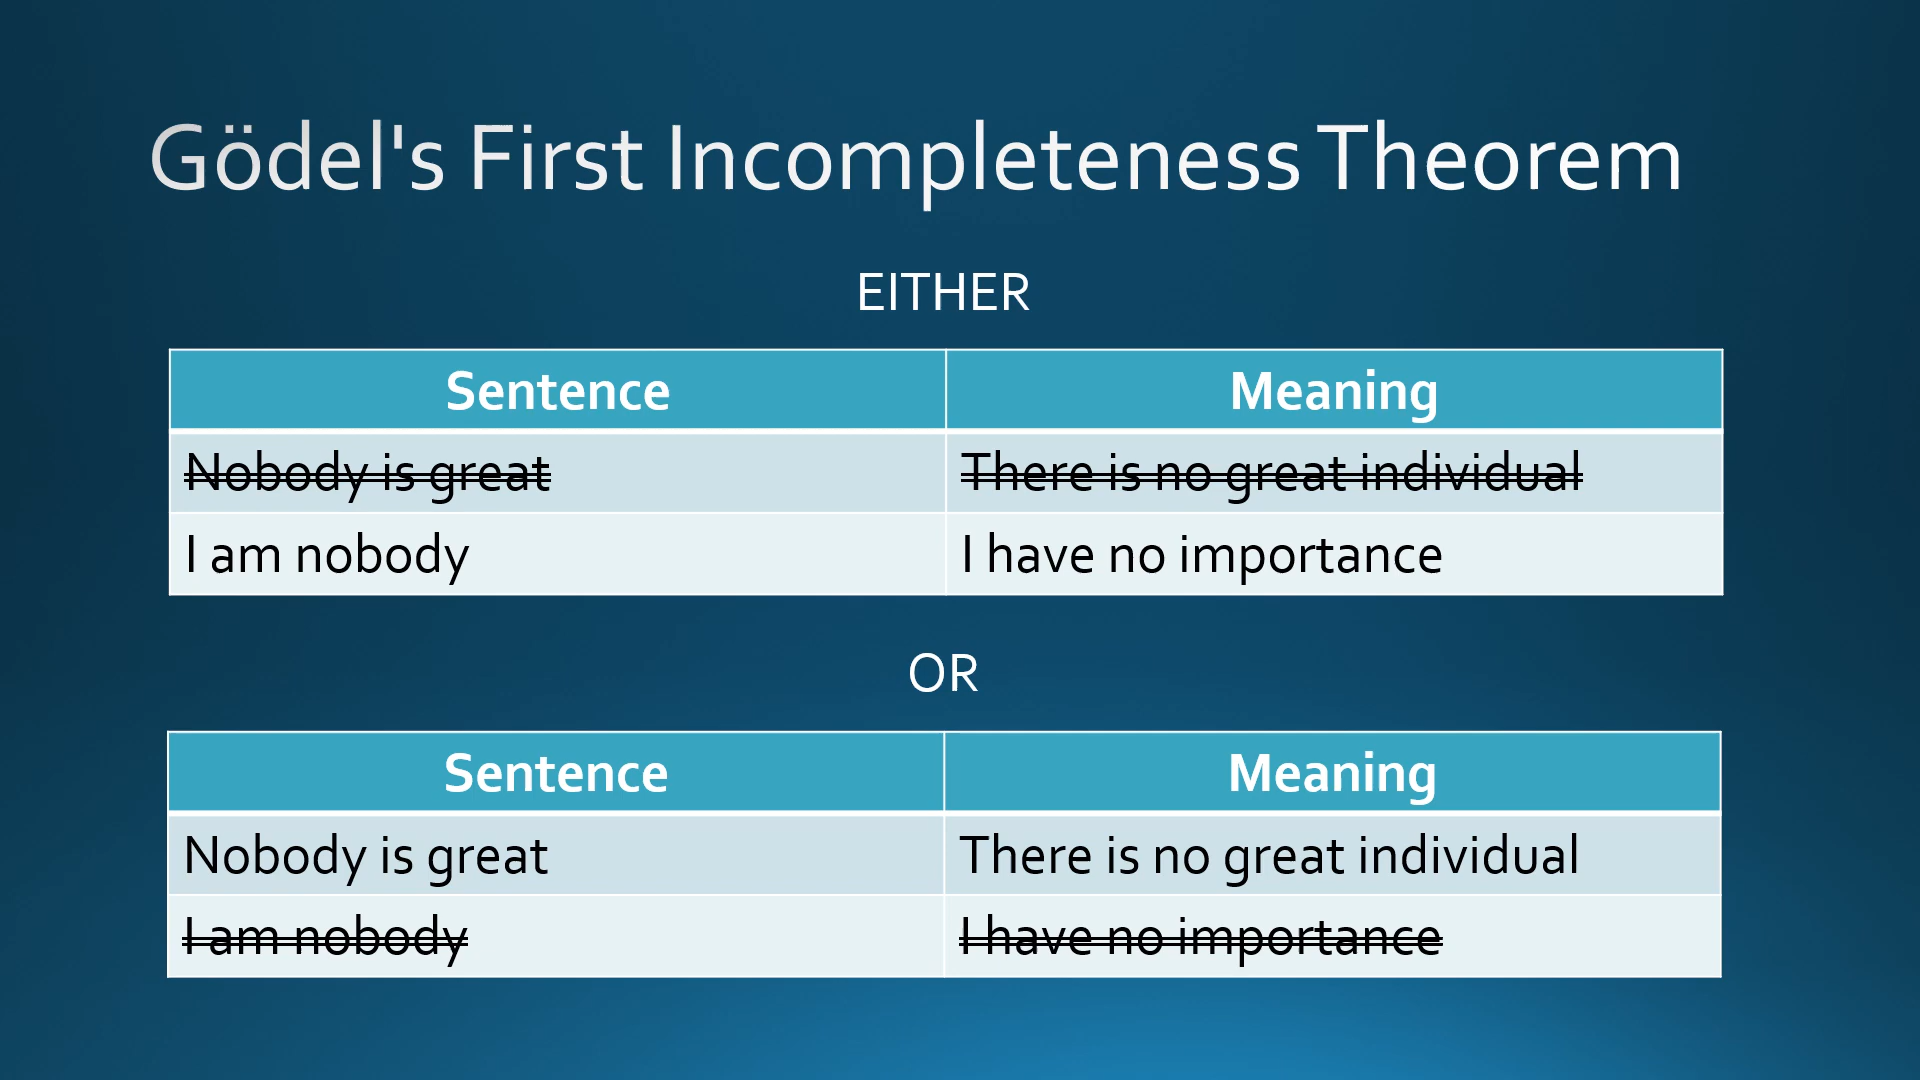 Gödel's First Incompleteness Theorem
EITHER
Sentence Meaning
Nobody is great There is no great individual
I am nobody I have no importance
OR
Sentence Meaning
Nobody is great There is no great individual
I am nobody I have no importance